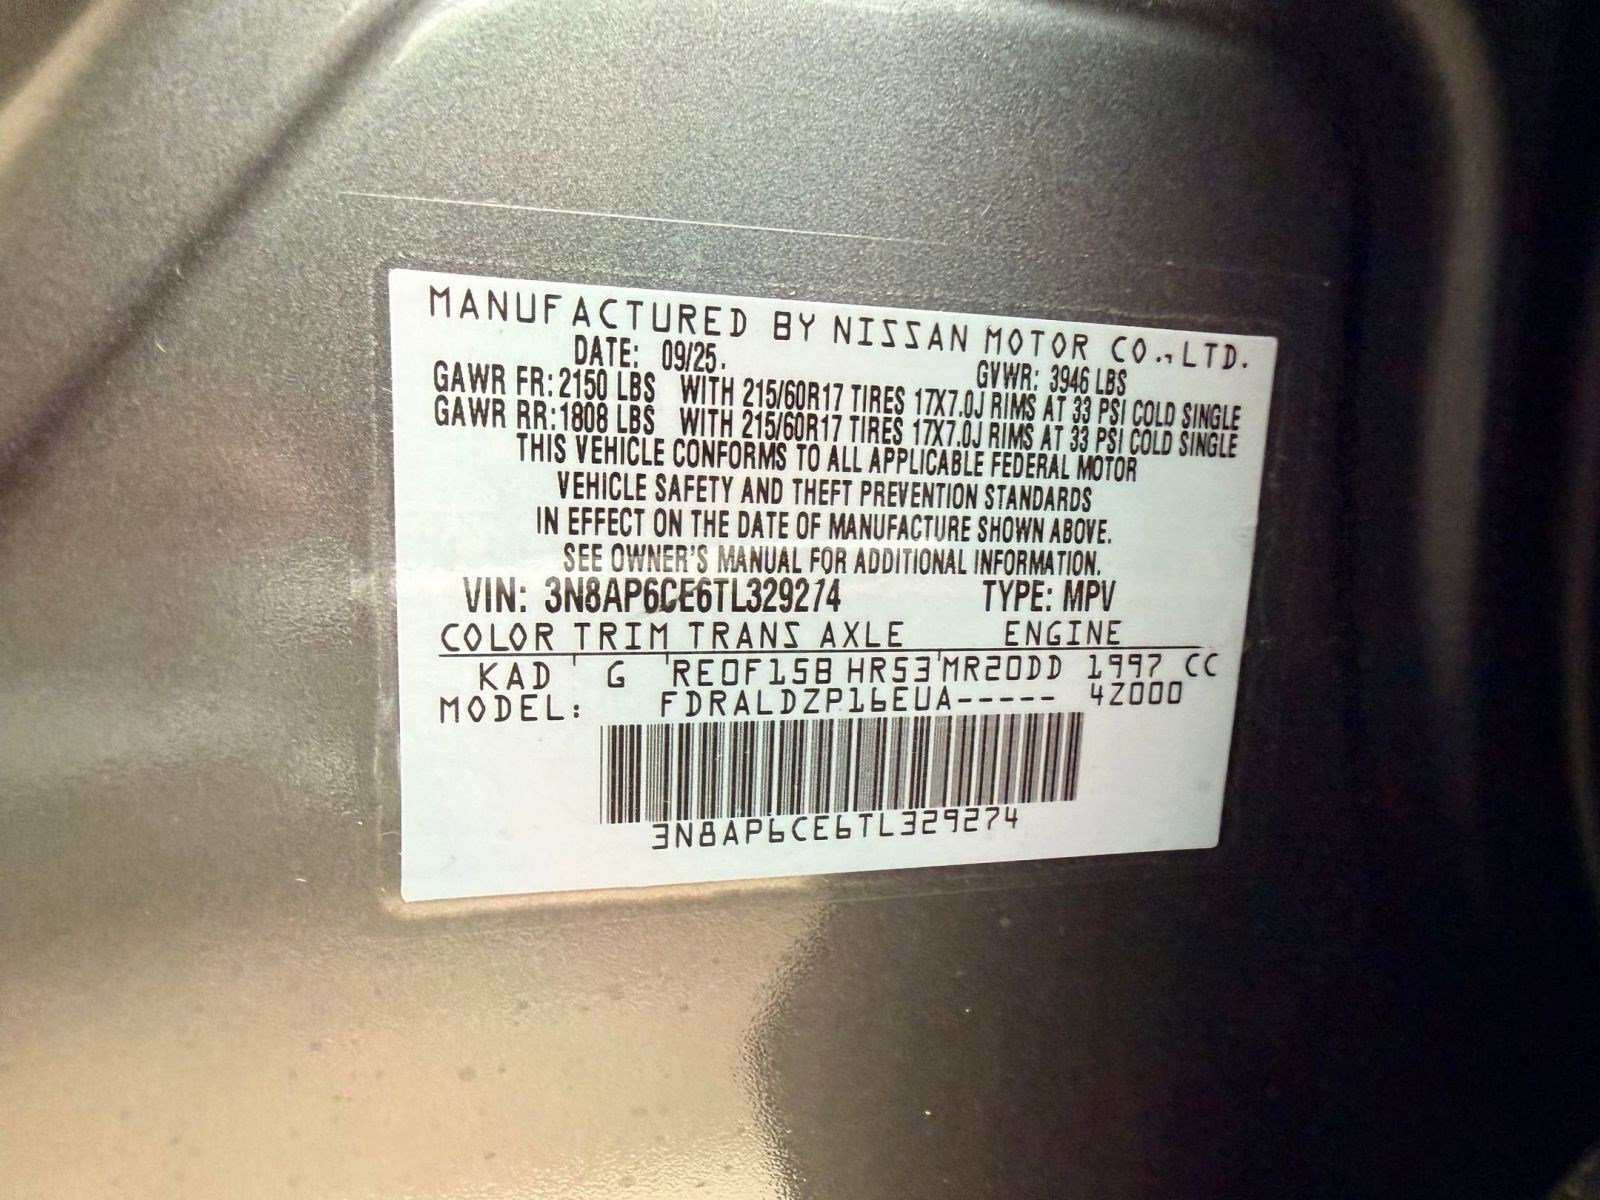 MANUFACTURED BY NISSAN MOTOR CO., LTD.
DATE: 09/25. GVWR: 3946 LBS
GAWR FR: 2150 LBS WITH 215/60R17 TIRES 17X7.0J RIMS AT 33 PSI COLD SINGLE
GAWR RR: 1808 LBS WITH 215/60R17 TIRES 17X7.0J RIMS AT 33 PSI COLD SINGLE
THIS VEHICLE CONFORMS TO ALL APPLICABLE FEDERAL MOTOR
VEHICLE SAFETY AND THEFT PREVENTION STANDARDS
IN EFFECT ON THE DATE OF MANUFACTURE SHOWN ABOVE.
SEE OWNER'S MANUAL FOR ADDITIONAL INFORMATION.
VIN: 3N8AP6CE6TL329274 TYPE: MPV
COLOR TRIM TRANS AXLE ENGINE
KAD G RE0F15B HR53 MR20DD 1997 CC
MODEL: FDRALDZP16EUA----- 4Z000
3N8AP6CE6TL329274